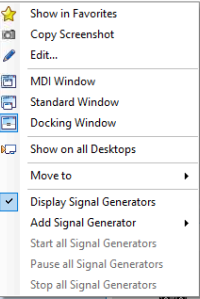 Show in Favorites
Copy Screenshot
Edit...
MDI Window
Standard Window
Docking Window
Show on all Desktops
Move to
Display Signal Generators
Add Signal Generator
Start all Signal Generators
Pause all Signal Generators
Stop all Signal Generators